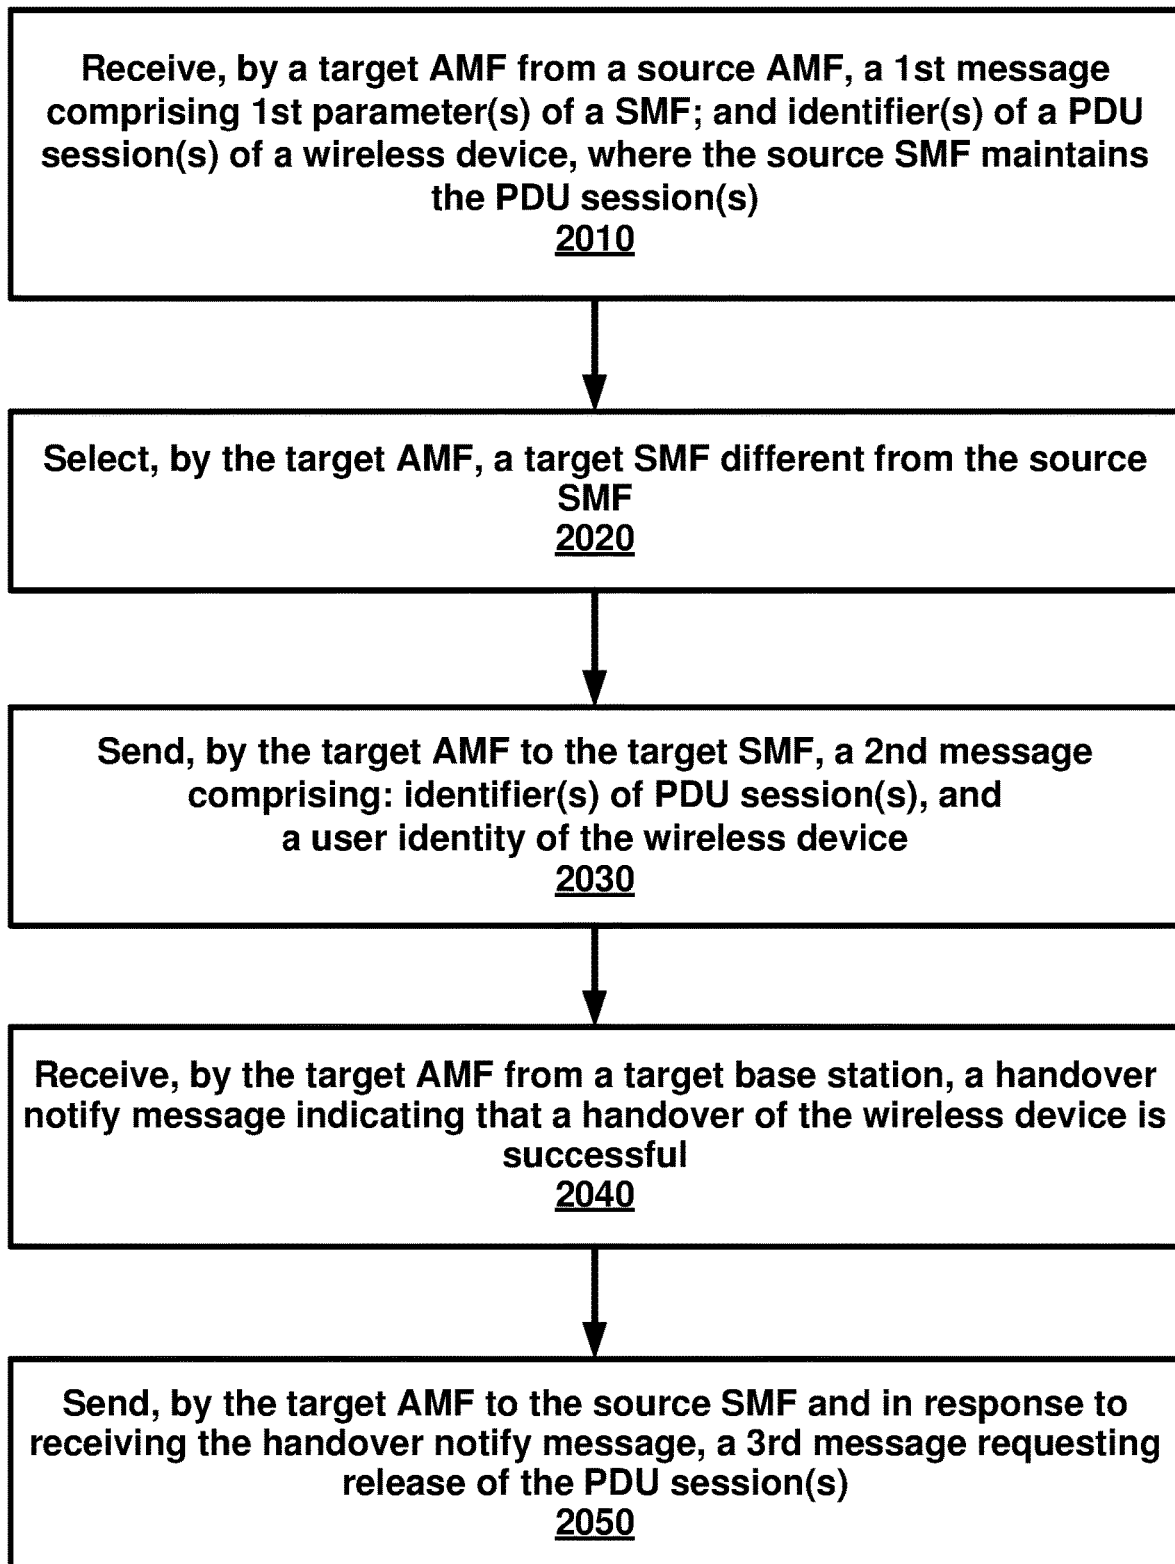 Receive, by a target AMF from a source AMF, a 1st message
comprising 1st parameter(s) of a SMF; and identifier(s) of a PDU
session(s) of a wireless device, where the source SMF maintains
the PDU session(s)
2010
Select, by the target AMF, a target SMF different from the source
SMF
2020
Send, by the target AMF to the target SMF, a 2nd message
comprising: identifier(s) of PDU session(s), and
a user identity of the wireless device
2030
Receive, by the target AMF from a target base station, a handover
notify message indicating that a handover of the wireless device is
successful
2040
Send, by the target AMF to the source SMF and in response to
receiving the handover notify message, a 3rd message requesting
release of the PDU session(s)
2050